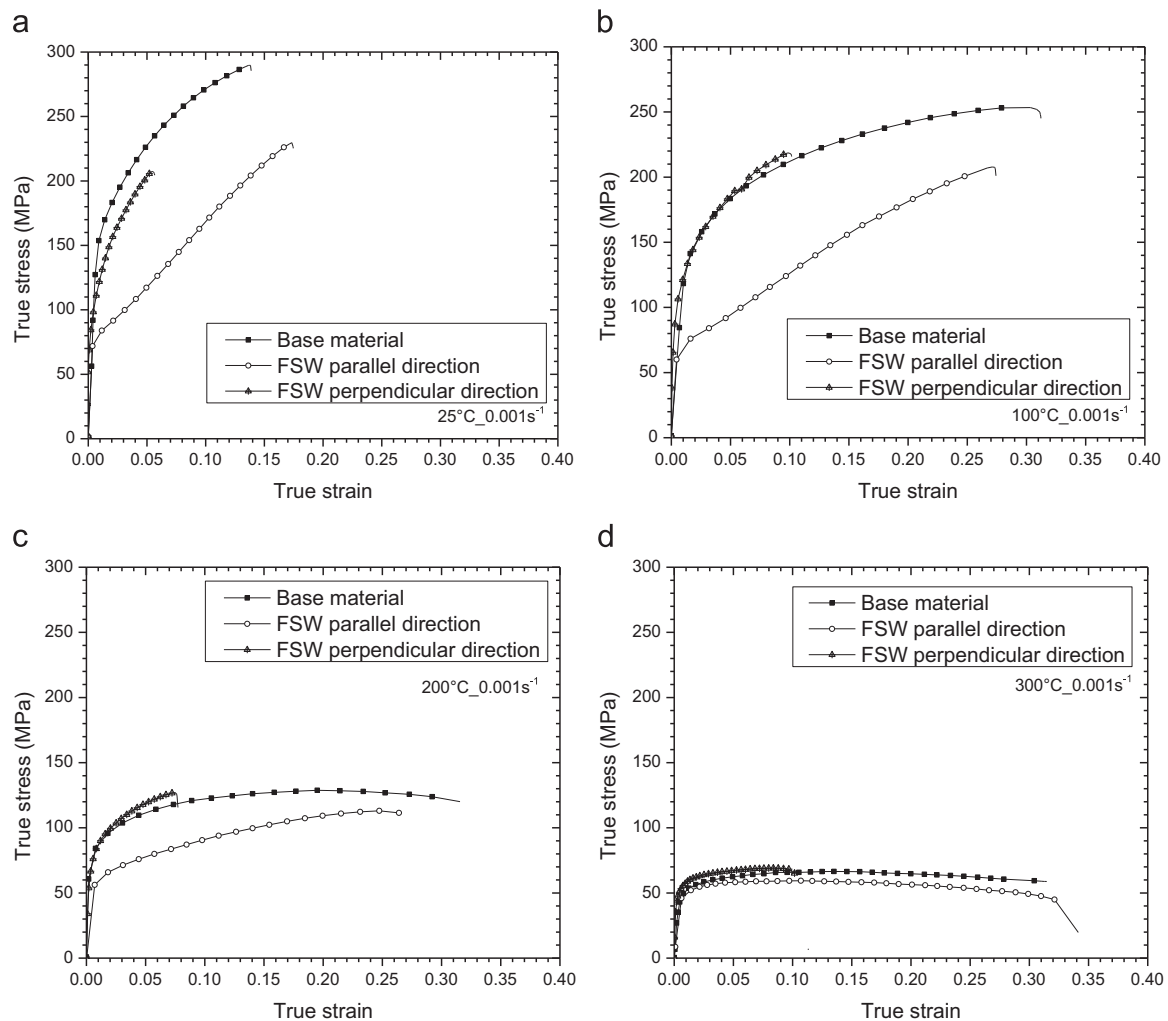 a
300
250
200
150
100
50
0
True stress (MPa)
Base material
FSW parallel direction
FSW perpendicular direction
25°C_0.001s⁻¹
0.00 0.05 0.10 0.15 0.20 0.25 0.30 0.35 0.40
True strain
b
300
250
200
150
100
50
0
True stress (MPa)
Base material
FSW parallel direction
FSW perpendicular direction
100°C_0.001s⁻¹
0.00 0.05 0.10 0.15 0.20 0.25 0.30 0.35 0.40
True strain
c
300
250
200
150
100
50
0
True stress (MPa)
Base material
FSW parallel direction
FSW perpendicular direction
200°C_0.001s⁻¹
0.00 0.05 0.10 0.15 0.20 0.25 0.30 0.35 0.40
True strain
d
300
250
200
150
100
50
0
True stress (MPa)
Base material
FSW parallel direction
FSW perpendicular direction
300°C_0.001s⁻¹
0.00 0.05 0.10 0.15 0.20 0.25 0.30 0.35 0.40
True strain